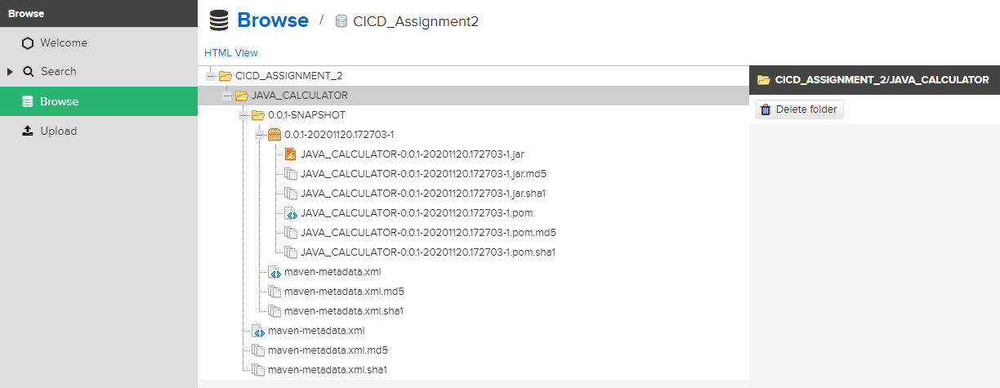 Browse
Welcome
Search
Browse
Upload
Browse / CICD_Assignment2
HTML View
CICD_ASSIGNMENT_2
JAVA_CALCULATOR
0.0.1-SNAPSHOT
0.0.1-20201120.172703-1
JAVA_CALCULATOR-0.0.1-20201120.172703-1.jar
JAVA_CALCULATOR-0.0.1-20201120.172703-1.jar.md5
JAVA_CALCULATOR-0.0.1-20201120.172703-1.jar.sha1
JAVA_CALCULATOR-0.0.1-20201120.172703-1.pom
JAVA_CALCULATOR-0.0.1-20201120.172703-1.pom.md5
JAVA_CALCULATOR-0.0.1-20201120.172703-1.pom.sha1
maven-metadata.xml
maven-metadata.xml.md5
maven-metadata.xml.sha1
maven-metadata.xml
maven-metadata.xml.md5
maven-metadata.xml.sha1
CICD_ASSIGNMENT_2/JAVA_CALCULATOR
Delete folder